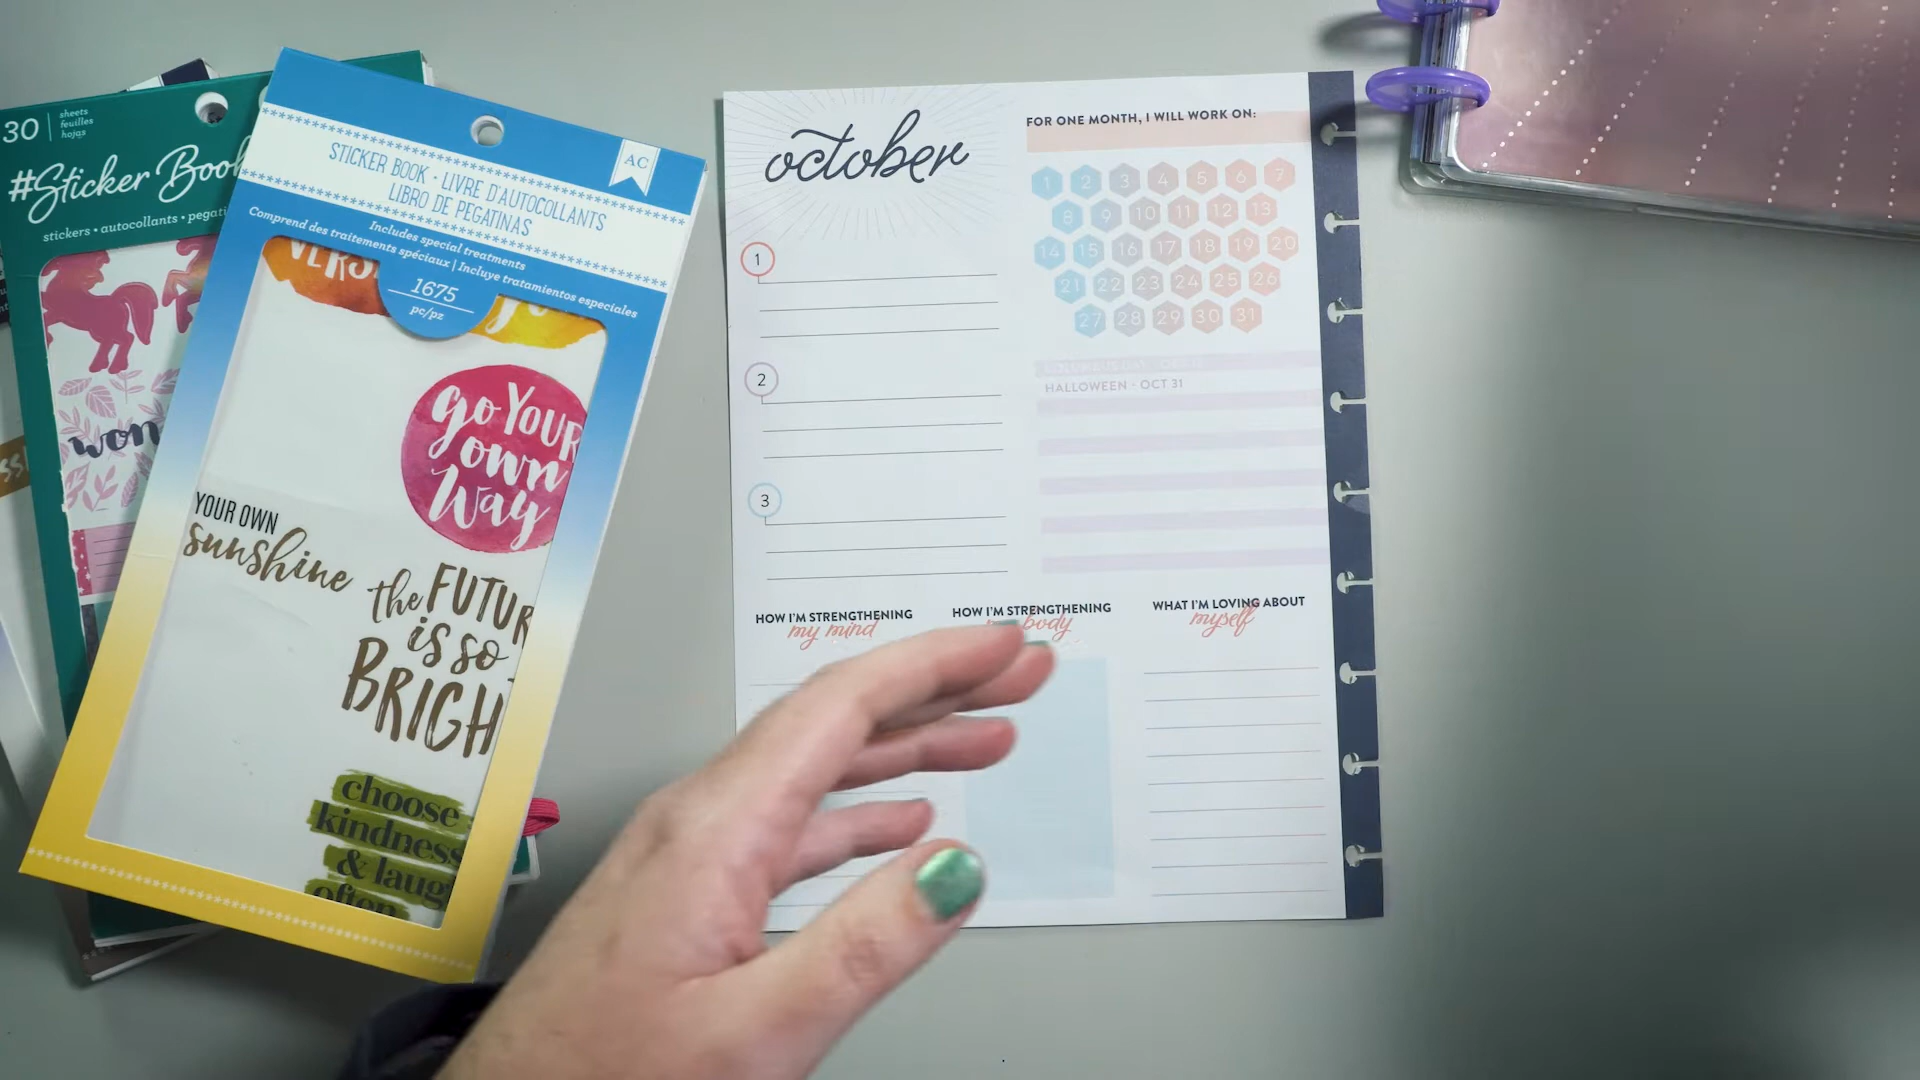 30
sheets
feuilles
hojas
#Sticker Book
stickers • autocollants •
AC
STICKER BOOK • LIVRE D'AUTOCOLLANTS
LIBRO DE PEGATINAS
Includes special treatments
Comprend des traitements spéciaux | Incluye tratamientos especiales
1675
pc/pz
GO YOUR
own
Way
YOUR OWN
sunshine
the
is so
choose
kindness
&
often
october
1
2
3
FOR ONE MONTH, I WILL WORK ON:
1 2 3 4 5 6 7
8 9 10 11 12 13
14 15 16 17 18 19 20
21 22 23 24 25 26
27 28 29 30 31
HALLOWEEN - OCT 31
HOW I'M STRENGTHENING
my mind
HOW I'M STRENGTHENING
body
WHAT I'M LOVING ABOUT
myself